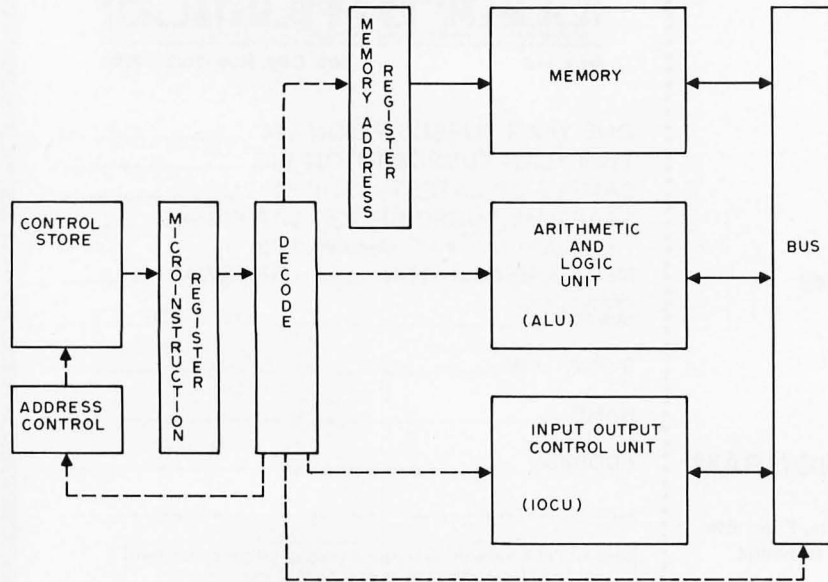 MEMORY ADDRESS
REGISTER
MEMORY
CONTROL
STORE
MICROINSTRUCTION
REGISTER
DECODE
ARITHMETIC
AND
LOGIC
UNIT
(ALU)
BUS
ADDRESS
CONTROL
INPUT OUTPUT
CONTROL UNIT
(IOCU)